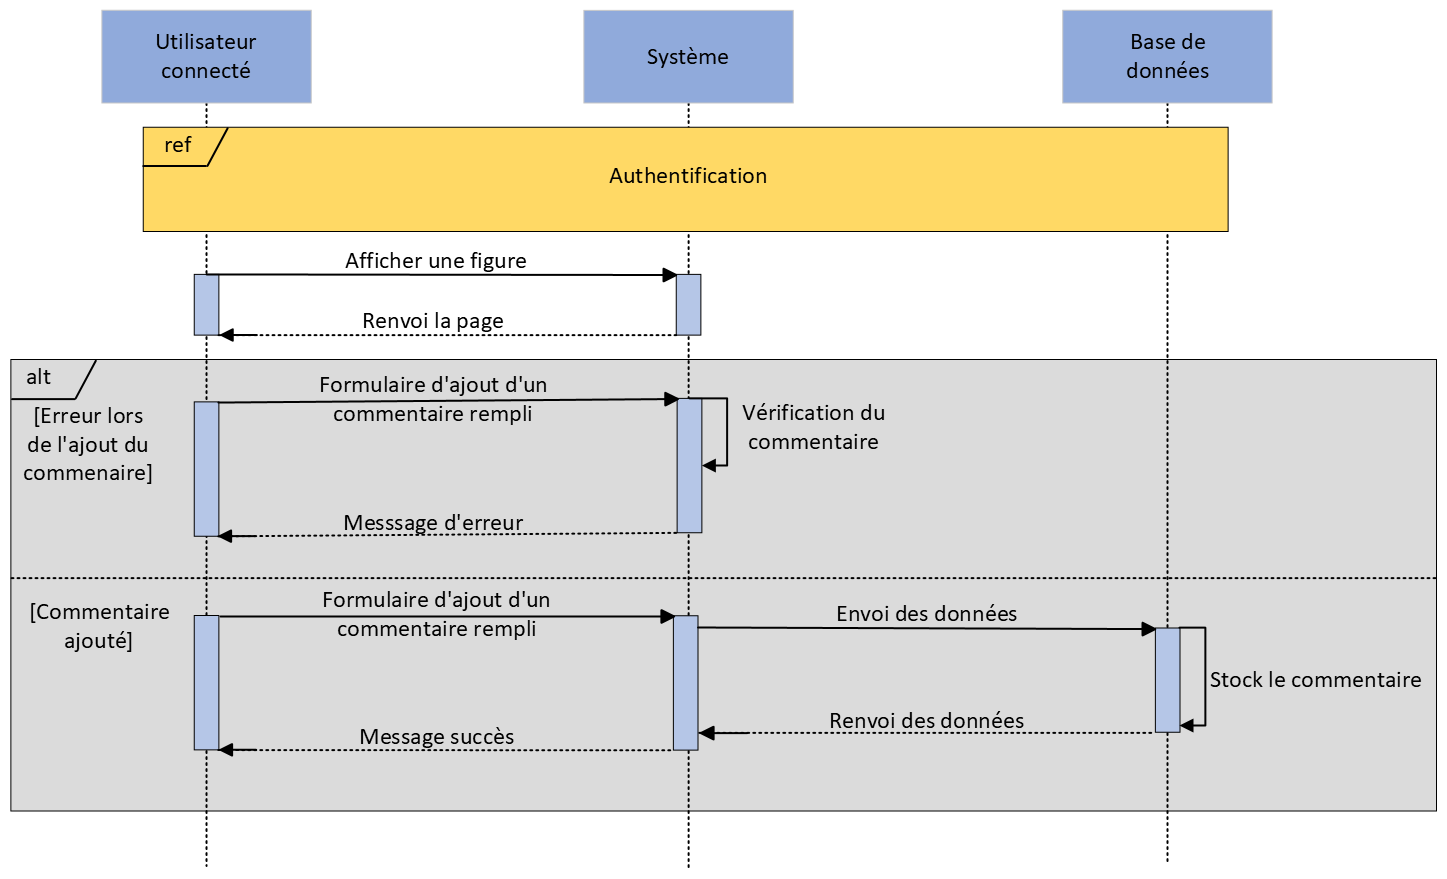 Utilisateur
connecté
Système
Base de
données
ref
Authentification
Afficher une figure
Renvoi la page
alt
[Erreur lors
de l'ajout du
commenaire]
Formulaire d'ajout d'un
commentaire rempli
Vérification du
commentaire
Messsage d'erreur
[Commentaire
ajouté]
Formulaire d'ajout d'un
commentaire rempli
Envoi des données
Stock le commentaire
Renvoi des données
Message succès